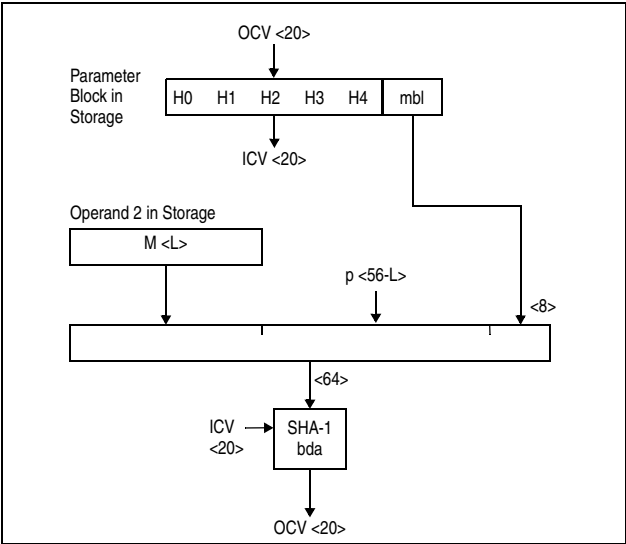 OCV <20>
Parameter
Block in
Storage
H0 H1 H2 H3 H4 mbl
ICV <20>
Operand 2 in Storage
M <L>
p <56-L>
<8>
<64>
ICV
<20>
SHA-1
bda
OCV <20>